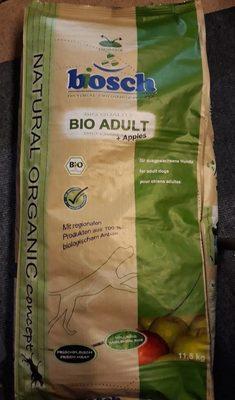 bosch
BIO ADULT
+ Apples
BIO
für ausgewachsene Hunde
for adult dogs
pour chiens adultes
Mit regionalen
Produkten aus 100 %
biologischem Anbau
NATURAL ORGANIC concept
11,5 kg